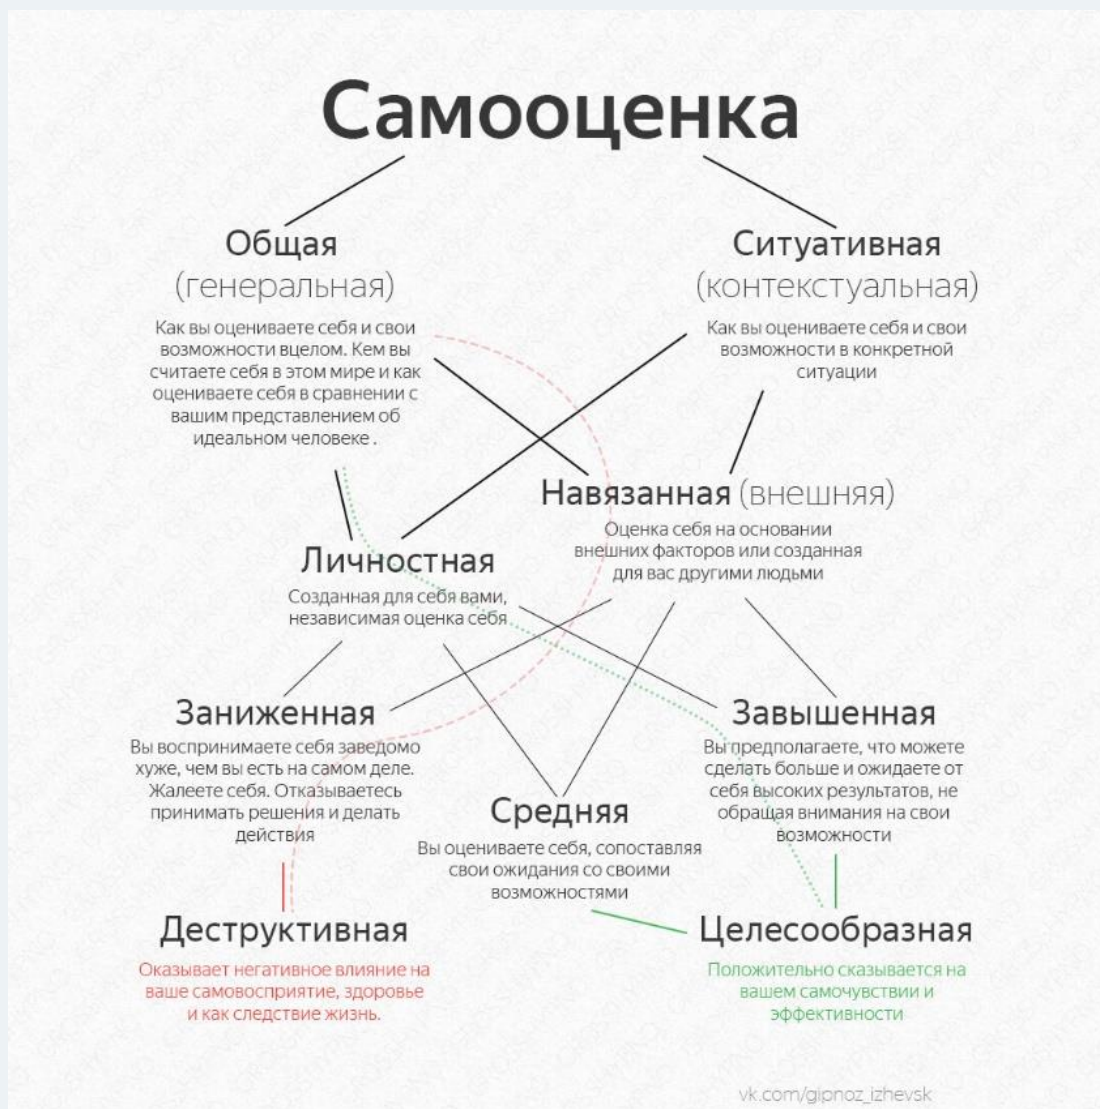 Самооценка
Общая
(генеральная)
Как вы оцениваете себя и свои
возможности вцелом. Кем вы
считаете себя в этом мире и как
оцениваете себя в сравнении с
вашим представлением об
идеальном человеке .
Ситуативная
(контекстуальная)
Как вы оцениваете себя и свои
возможности в конкретной
ситуации
Навязанная (внешняя)
Оценка себя на основании
внешних факторов или созданная
для вас другими людьми
Личностная
Созданная для себя вами,
независимая оценка себя
Заниженная
Вы воспринимаете себя заведомо
хуже, чем вы есть на самом деле.
Жалеете себя. Отказываетесь
принимать решения и делать
действия
Завышенная
Вы предполагаете, что можете
сделать больше и ожидаете от
себя высоких результатов, не
обращая внимания на свои
возможности
Средняя
Вы оцениваете себя, сопоставляя
свои ожидания со своими
возможностями
Деструктивная
Оказывает негативное влияние на
ваше самовосприятие, здоровье
и как следствие жизнь.
Целесообразная
Положительно сказывается на
вашем самочувствии и
эффективности
vk.com/gipnoz_izhevsk